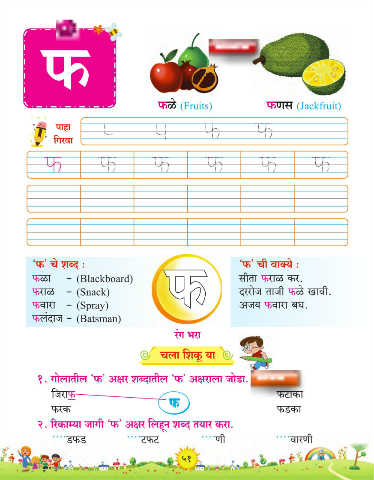 फ
फळे (Fruits)
फणस (Jackfruit)
पाहा
गिरवा
फ फ फ फ फ फ
'फ' चे शब्द :
फळा - (Blackboard)
फराळ - (Snack)
फवारा - (Spray)
फलंदाज - (Batsman)
फ
रंग भरा
'फ' ची वाक्ये :
सीता फराळ कर.
दररोज ताजी फळे खावी.
अजय फवारा बघ.
चला शिकू या
१. गोलातील 'फ' अक्षर शब्दातील 'फ' अक्षराला जोडा.
जिराफ
फटाका
फ
फरक
फडका
२. रिकाम्या जागी 'फ' अक्षर लिहून शब्द तयार करा.
····डफड ····टफट ····णी ····वारणी
५१